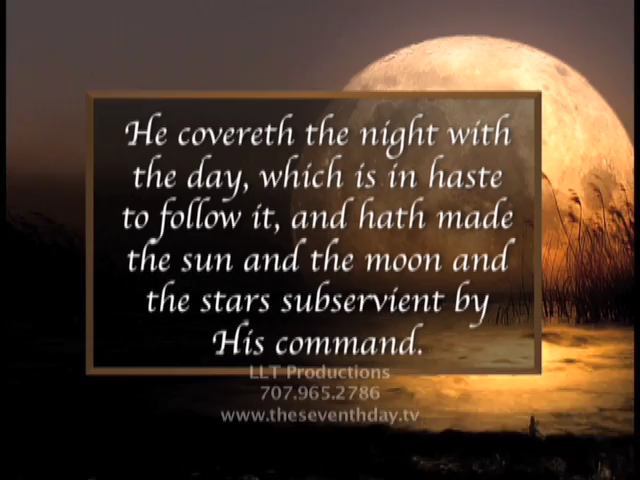 He covereth the night with
the day, which is in haste
to follow it, and hath made
the sun and the moon and
the stars subservient by
His command.
LLT Productions
707.965.2786
www.theseventhday.tv